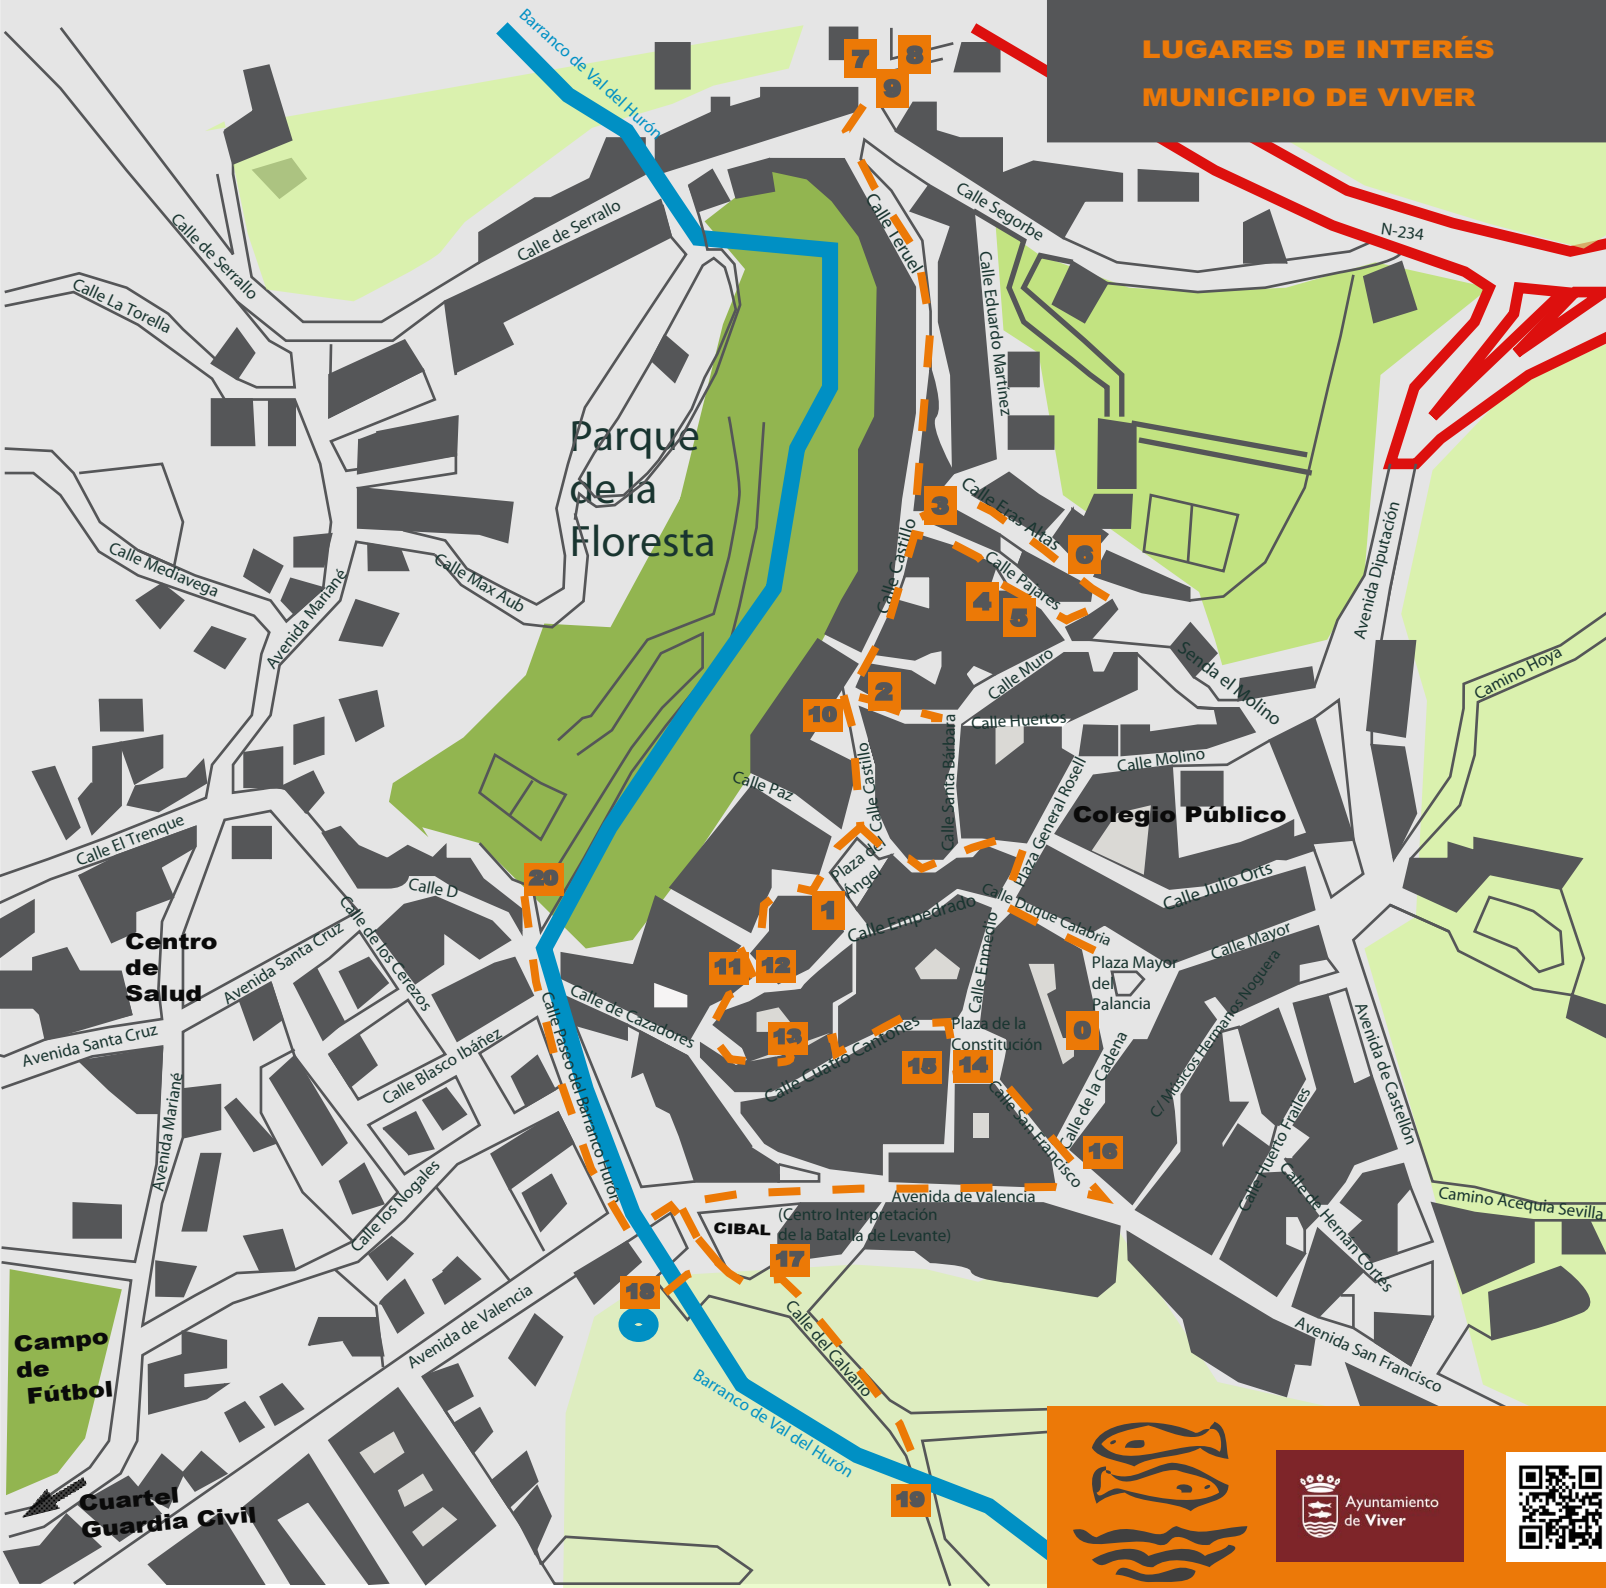 LUGARES DE INTERÉS
MUNICIPIO DE VIVER
Barranco de Val del Hurón
7
8
9
Calle de Serrallo
Calle de Serrallo
Calle La Torella
Calle Teruel
Calle Segorbe
N-234
Calle Eduardo Martínez
Parque
de la
Floresta
3
Calle Eras Altas
6
Calle Castillo
Calle Pajares
4
5
Avenida Diputación
Calle Mediavega
Avenida Mariané
Calle Max Aub
Calle Muro
Senda el Molino
Camino Hoya
2
10
Calle Huertos
Calle Santa Bárbara
Calle Castillo
Calle Molino
Calle Paz
Plaza General Rosell
Colegio Público
Calle El Trenque
Plaza de Calle
Ángel
Calle Julio Orts
20
Calle D
1
Calle Empedrado
Calle Duque Calabria
Calle Mayor
Centro
de
Salud
Avenida Santa Cruz
Calle de los Cerezos
11
12
Calle Enmedio
Plaza Mayor
del
Palancia
C/ Músicos Hermanos Noguera
Avenida Santa Cruz
Calle Blasco Ibáñez
Calle Paseo del Barranco Hurón
Calle de Cazadores
13
Calle Cuatro Cantones
Plaza de la
Constitución
0
15
14
Calle de la Cadena
Calle San Francisco
Avenida de Castellón
Avenida Mariané
Calle los Nogales
16
Calle Huerto Frailes
Calle de Hernán Cortés
Camino Acequia Sevilla
Avenida de Valencia
CIBAL
(Centro Interpretación
de la Batalla de Levante)
17
18
Avenida de Valencia
Calle del Calvario
Avenida San Francisco
Campo
de
Fútbol
Barranco de Val del Hurón
19
Cuartel
Guardia Civil
Ayuntamiento
de Viver